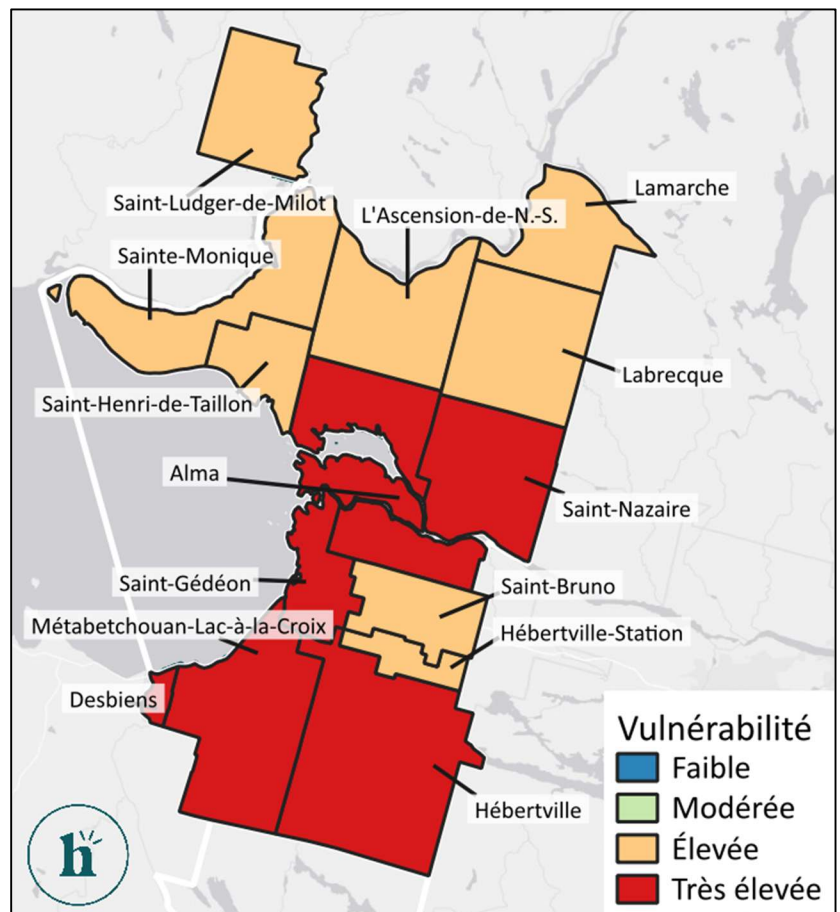 Saint-Ludger-de-Milot
Lamarche
L'Ascension-de-N.-S.
Sainte-Monique
Labrecque
Saint-Henri-de-Taillon
Alma
Saint-Nazaire
Saint-Gédéon
Saint-Bruno
Métabetchouan-Lac-à-la-Croix
Hébertville-Station
Desbiens
Hébertville
Vulnérabilité
Faible
Modérée
Élevée
Très élevée
h